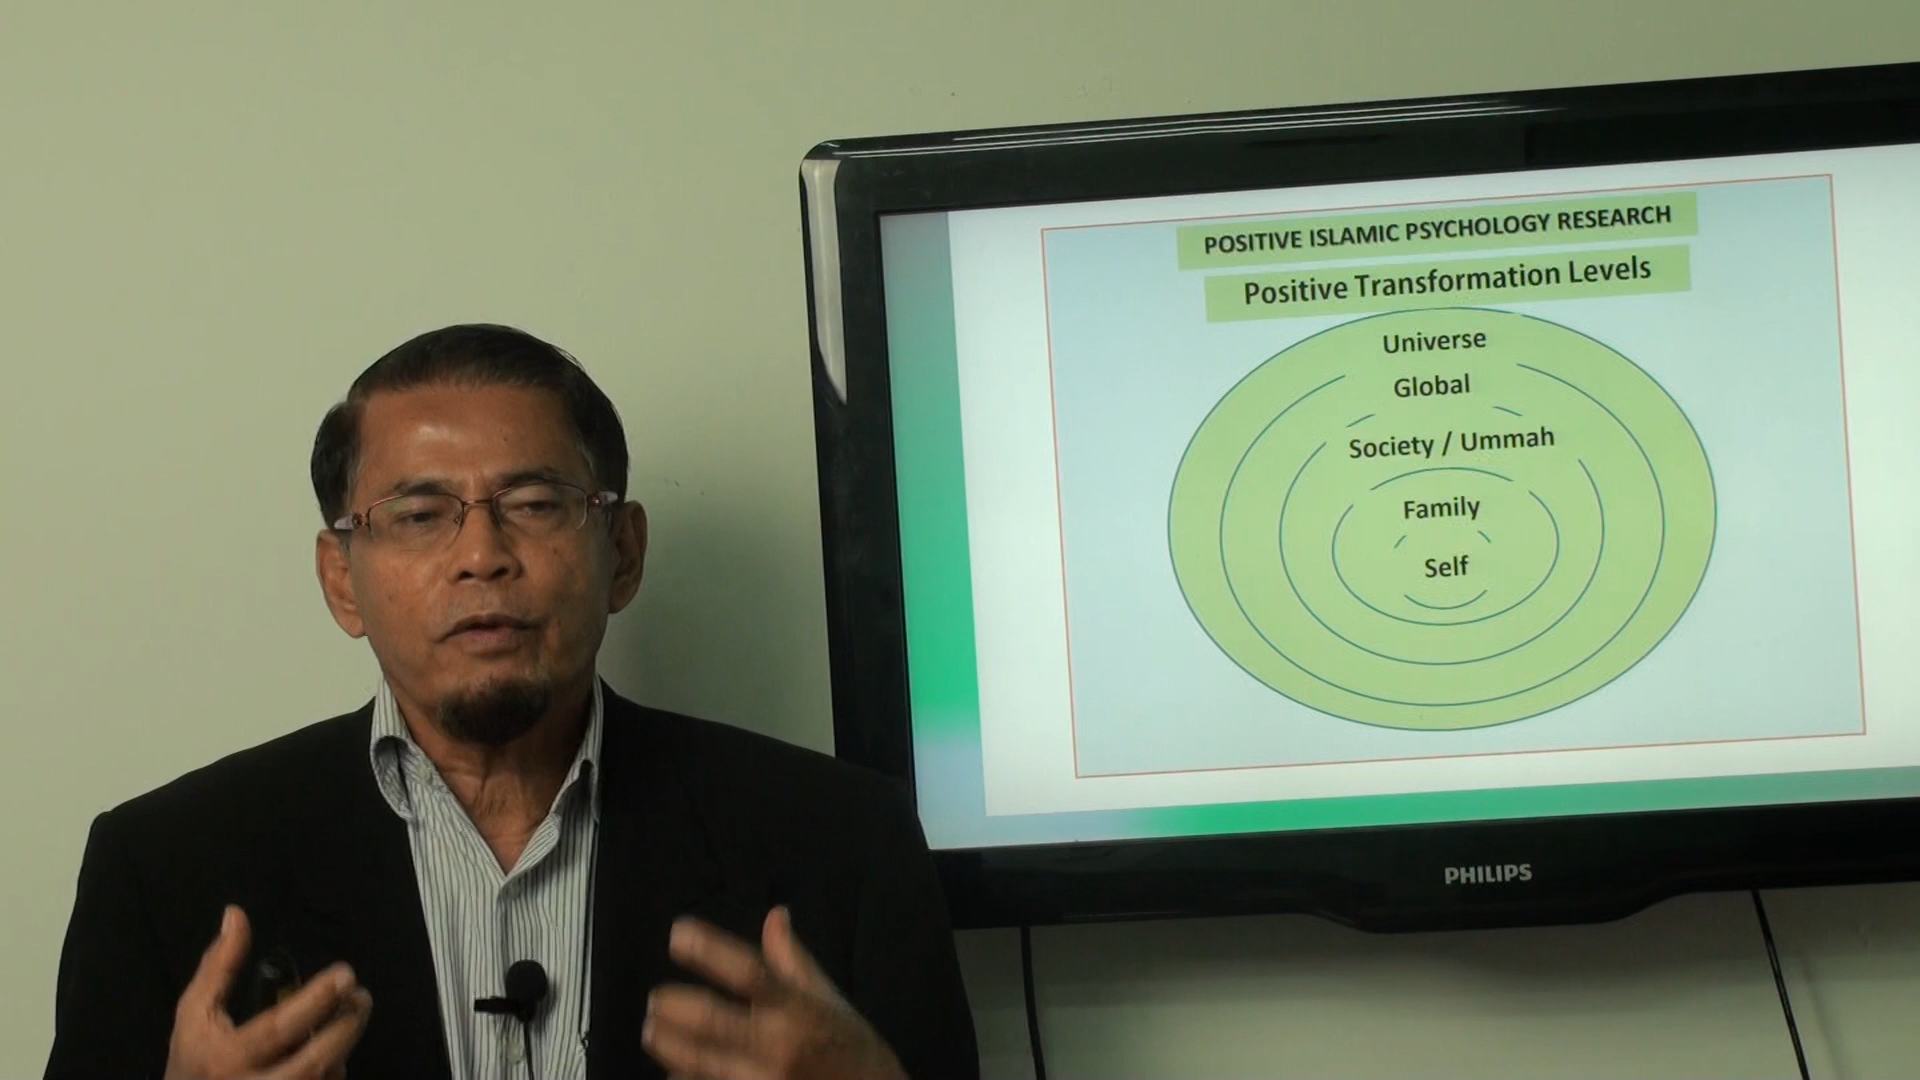 POSITIVE ISLAMIC PSYCHOLOGY RESEARCH
Positive Transformation Levels
Universe
Global
Society / Ummah
Family
Self
PHILIPS